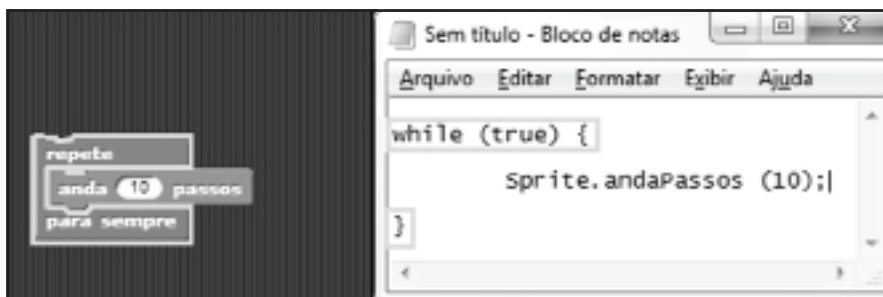 repete
anda 10 passos
para sempre
Sem título - Bloco de notas
Arquivo Editar Formatar Exibir Ajuda
while (true) {
Sprite.andaPassos (10);
}